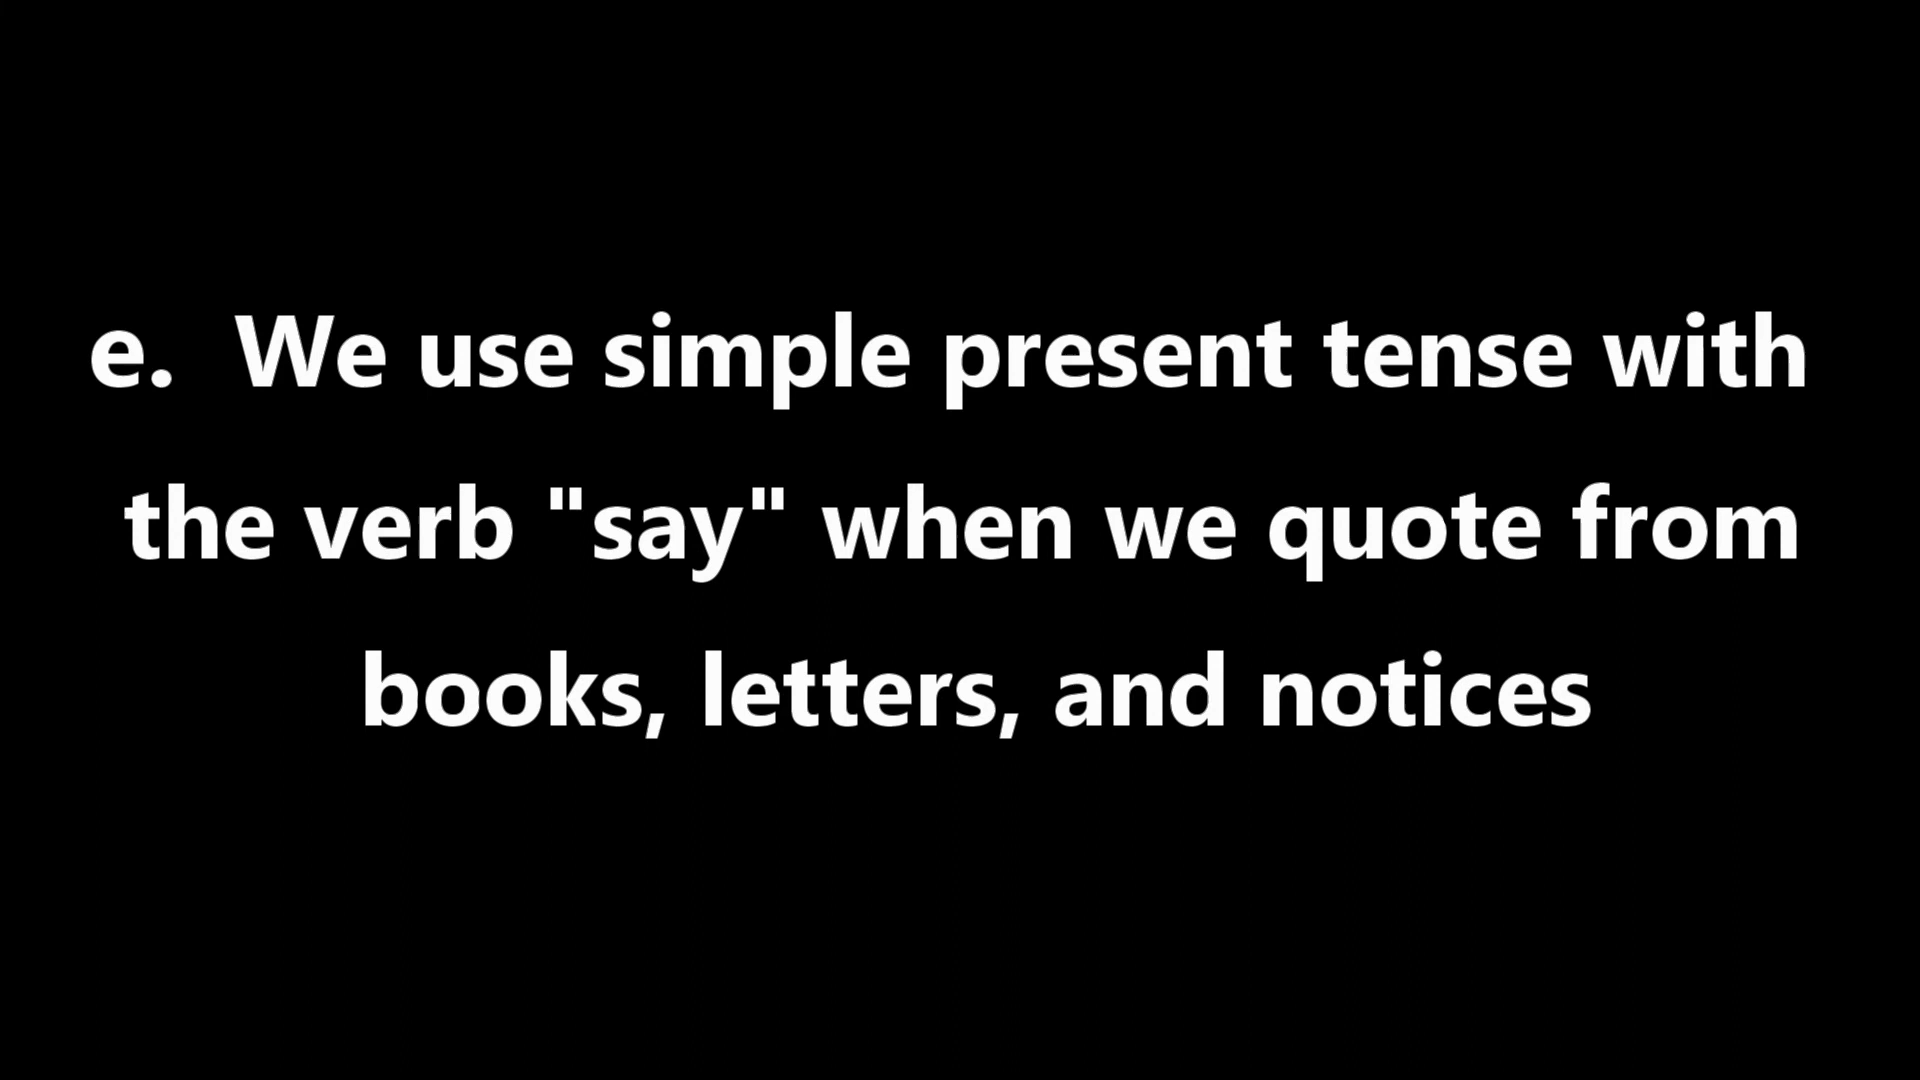 e.  We use simple present tense with
the verb "say" when we quote from
books, letters, and notices